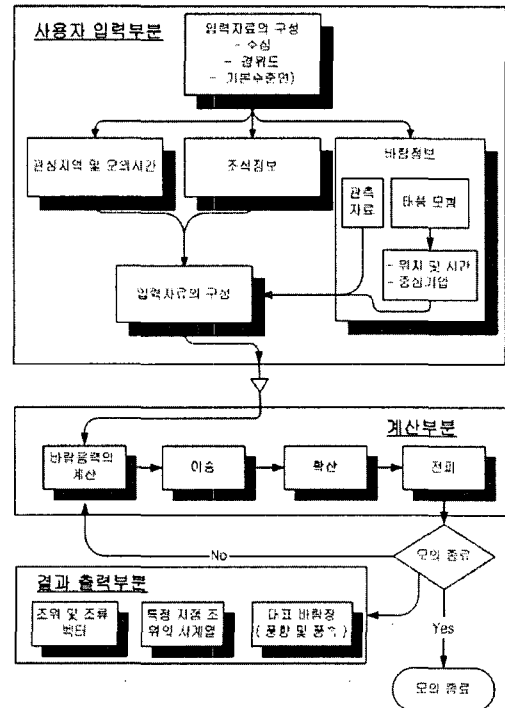 사용자 입력부분
입력자료의 구성
- 수심
- 경위도
- 기본수준면)
관심지역 및 모의시간
조석정보
바람정보
관측
자료
태풍 모형
- 위치 및 시간
- 중심기압
입력자료의 구성
계산부분
바람응력의
계산
이송
확산
전파
No
모의 종료
결과 출력부분
조위 및 조류
벡터
특정 지점 조
위의 시계열
대표 바람장
( 풍향 및 풍속 )
Yes
모의 종료